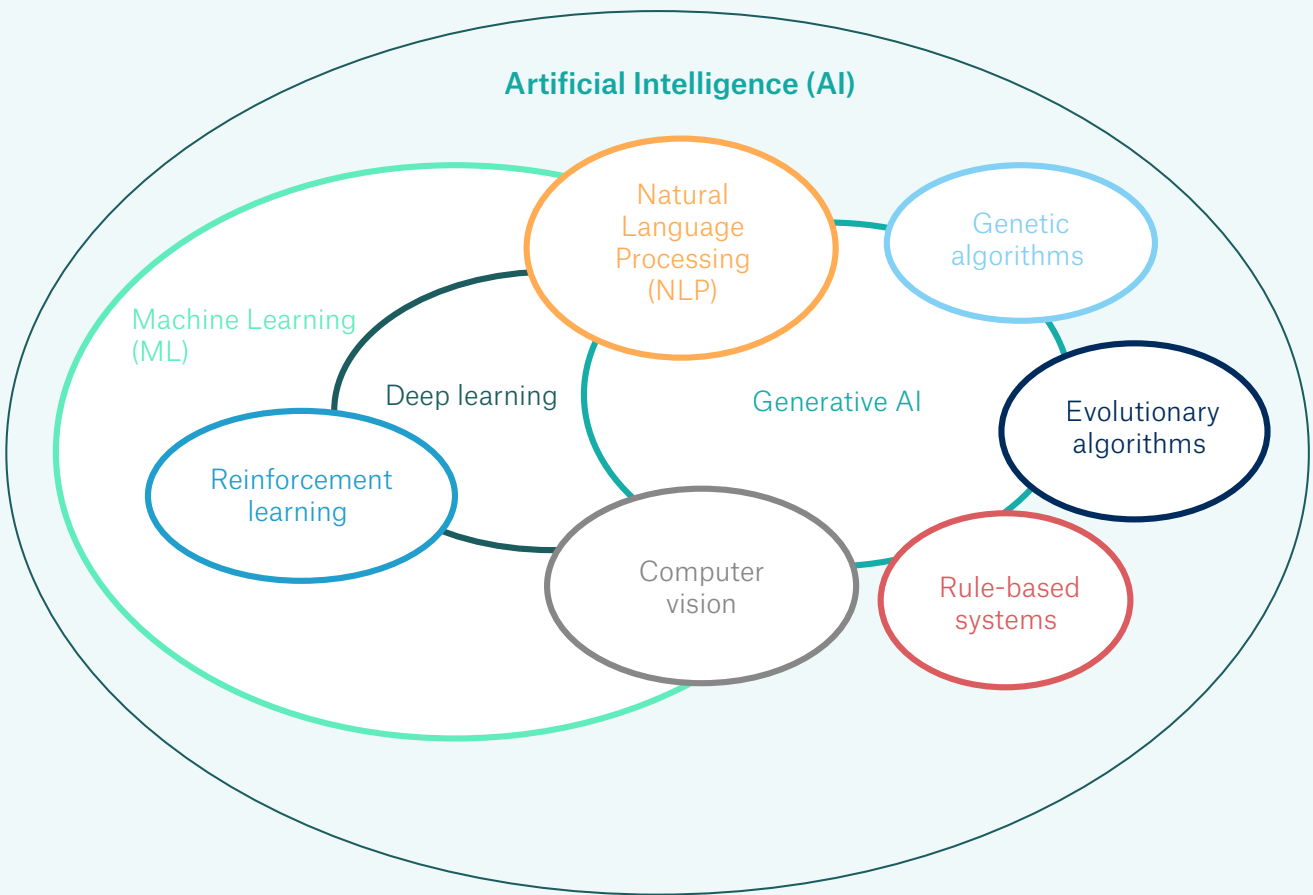 Artificial Intelligence (AI)
Natural
Language
Processing
(NLP)
Genetic
algorithms
Machine Learning
(ML)
Deep learning
Generative AI
Evolutionary
algorithms
Reinforcement
learning
Computer
vision
Rule-based
systems